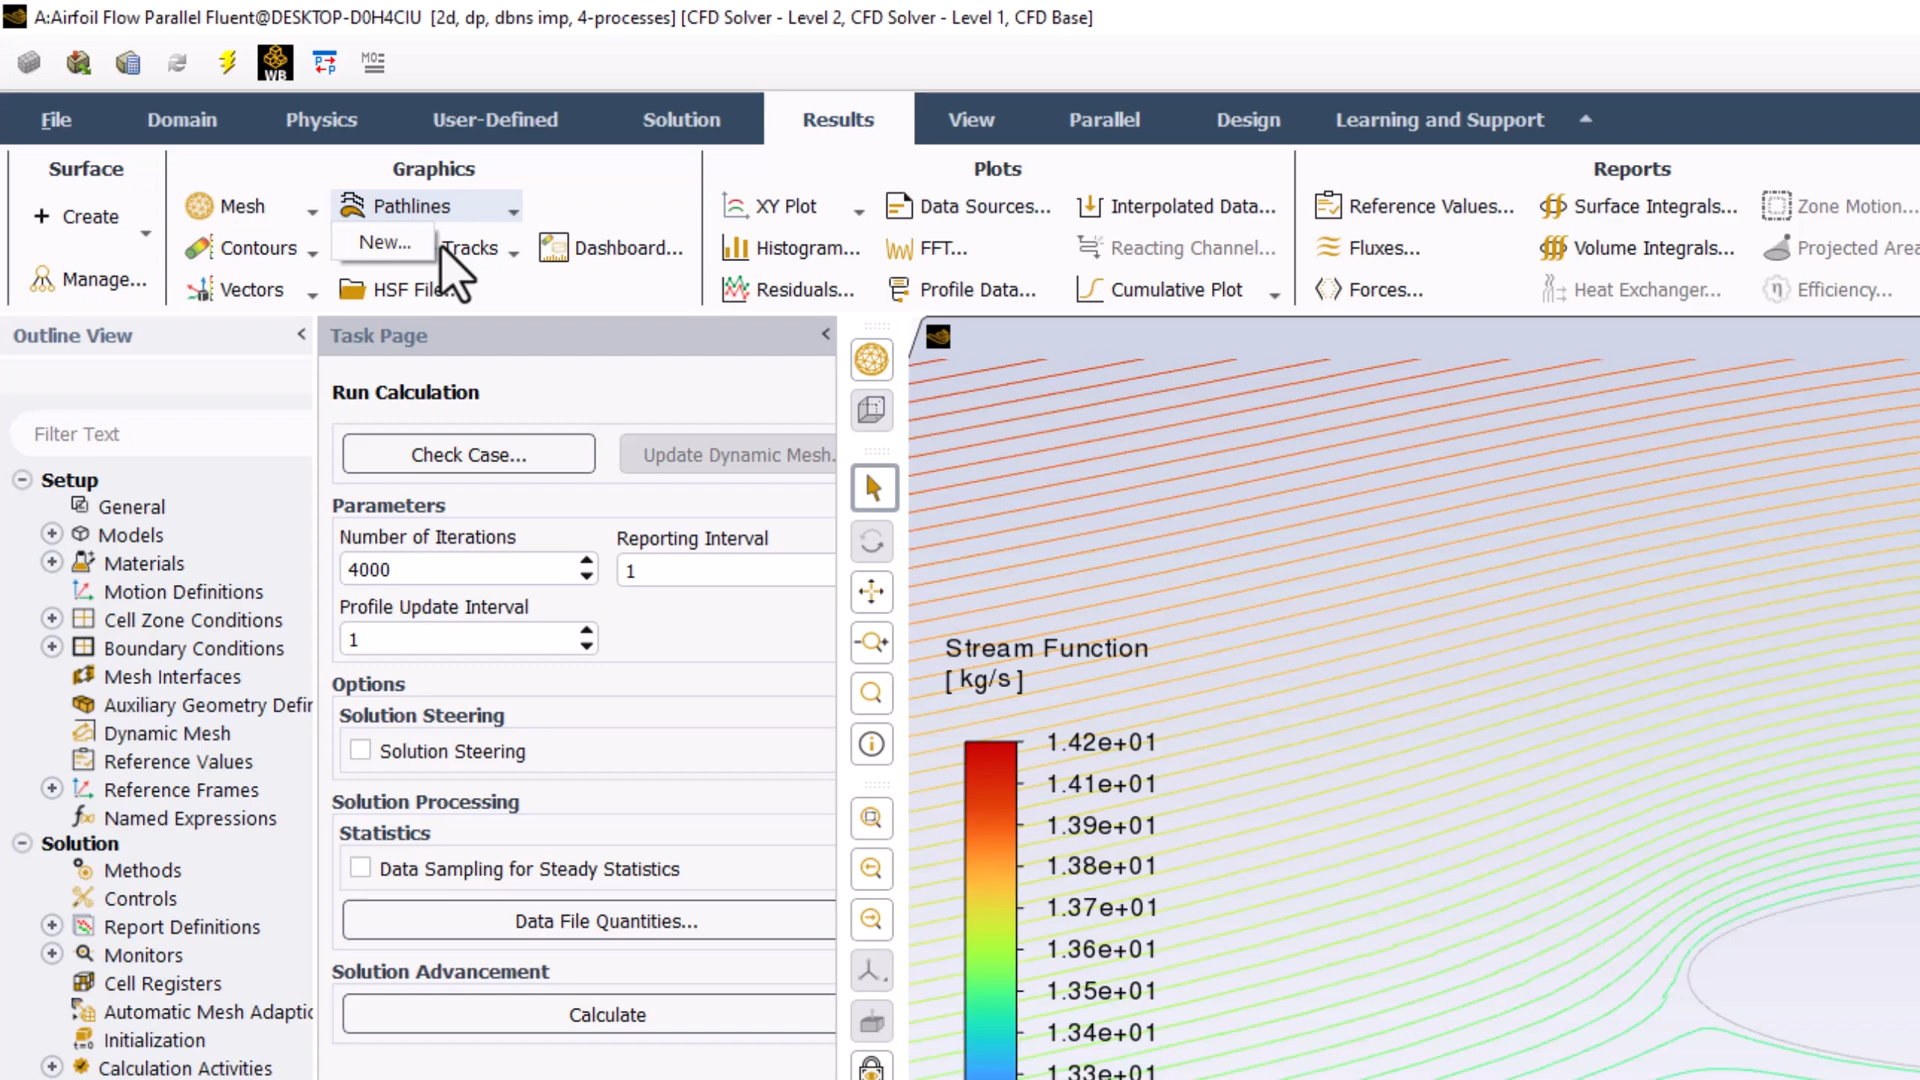 A:Airfoil Flow Parallel Fluent@DESKTOP-D0H4CIU [2d, dp, dbns imp, 4-processes] [CFD Solver - Level 2, CFD Solver - Level 1, CFD Base]
WB
File Domain Physics User-Defined Solution Results View Parallel Design Learning and Support
Surface Graphics Plots Reports
Create
Manage...
Mesh Pathlines
New...
Contours Tracks Dashboard...
Vectors HSF File...
XY Plot Data Sources... Interpolated Data...
Histogram... FFT... Reacting Channel...
Residuals... Profile Data... Cumulative Plot
Reference Values... Surface Integrals... Zone Motion...
Fluxes... Volume Integrals... Projected Area
Forces... Heat Exchanger... Efficiency...
Outline View
Filter Text
Setup
General
Models
Materials
Motion Definitions
Cell Zone Conditions
Boundary Conditions
Mesh Interfaces
Auxiliary Geometry Defin
Dynamic Mesh
Reference Values
Reference Frames
Named Expressions
Solution
Methods
Controls
Report Definitions
Monitors
Cell Registers
Automatic Mesh Adaptic
Initialization
Calculation Activities
Task Page
Run Calculation
Check Case... Update Dynamic Mesh.
Parameters
Number of Iterations Reporting Interval
4000 1
Profile Update Interval
1
Options
Solution Steering
Solution Steering
Solution Processing
Statistics
Data Sampling for Steady Statistics
Data File Quantities...
Solution Advancement
Calculate
Stream Function
[ kg/s ]
1.42e+01
1.41e+01
1.39e+01
1.38e+01
1.37e+01
1.36e+01
1.35e+01
1.34e+01
1.33e+01